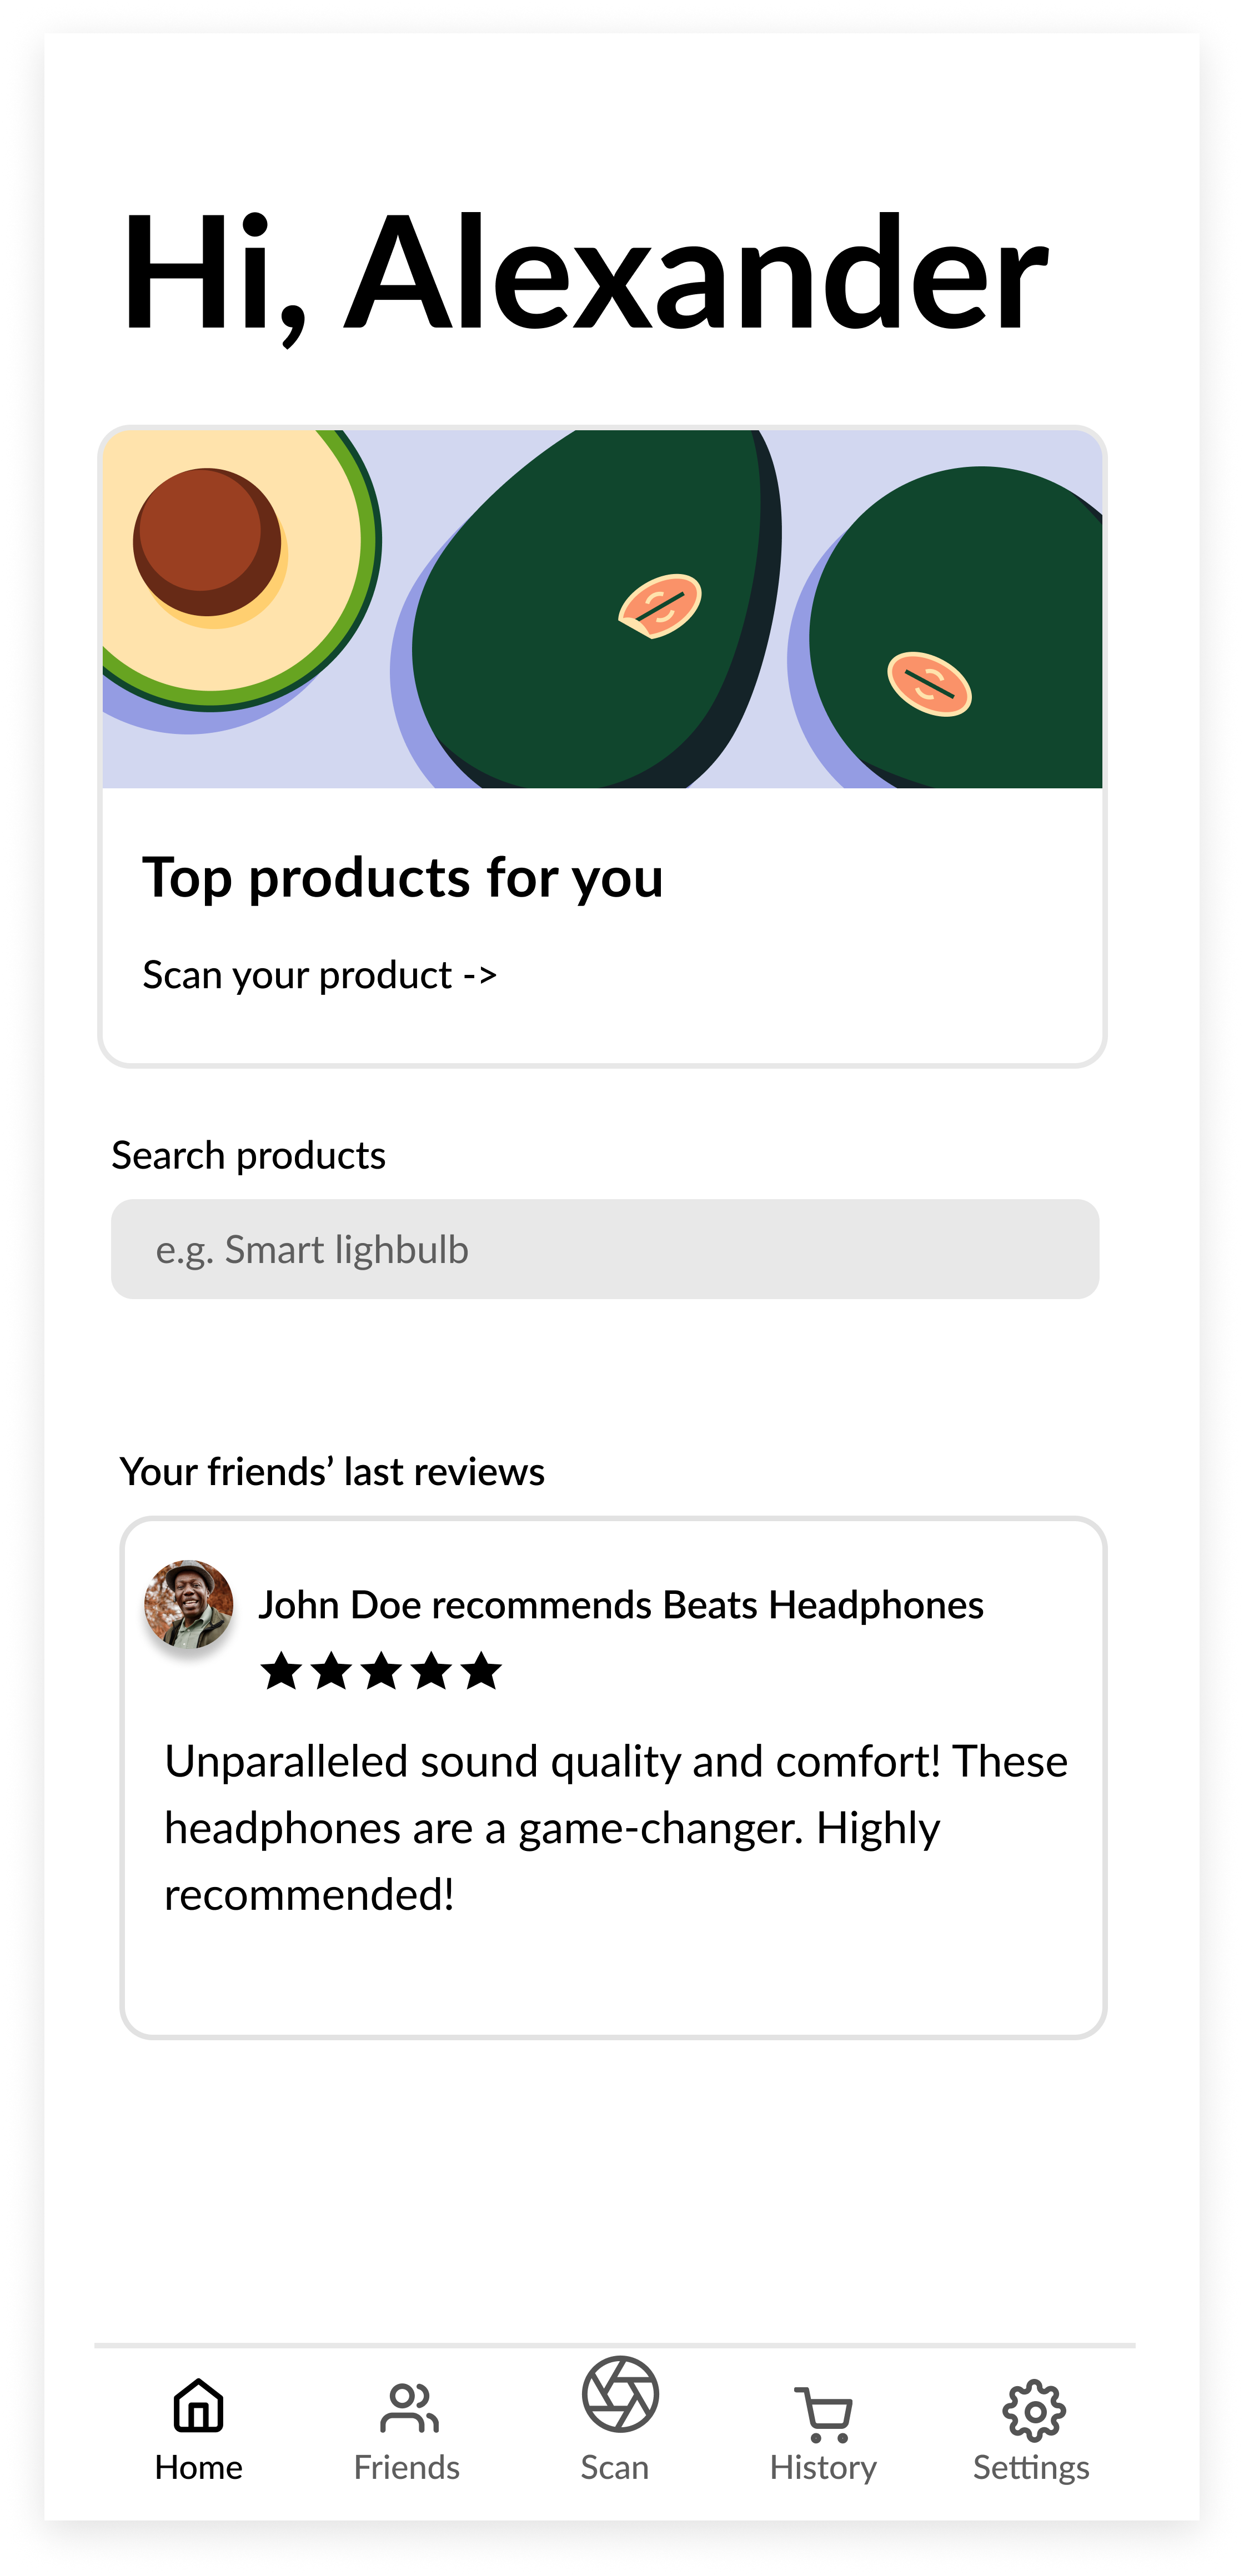 Hi, Alexander
Top products for you
Scan your product ->
Search products
e.g. Smart lighbulb
Your friends’ last reviews
John Doe recommends Beats Headphones
Unparalleled sound quality and comfort! These
headphones are a game-changer. Highly
recommended!
Home
Friends
Scan
History
Settings